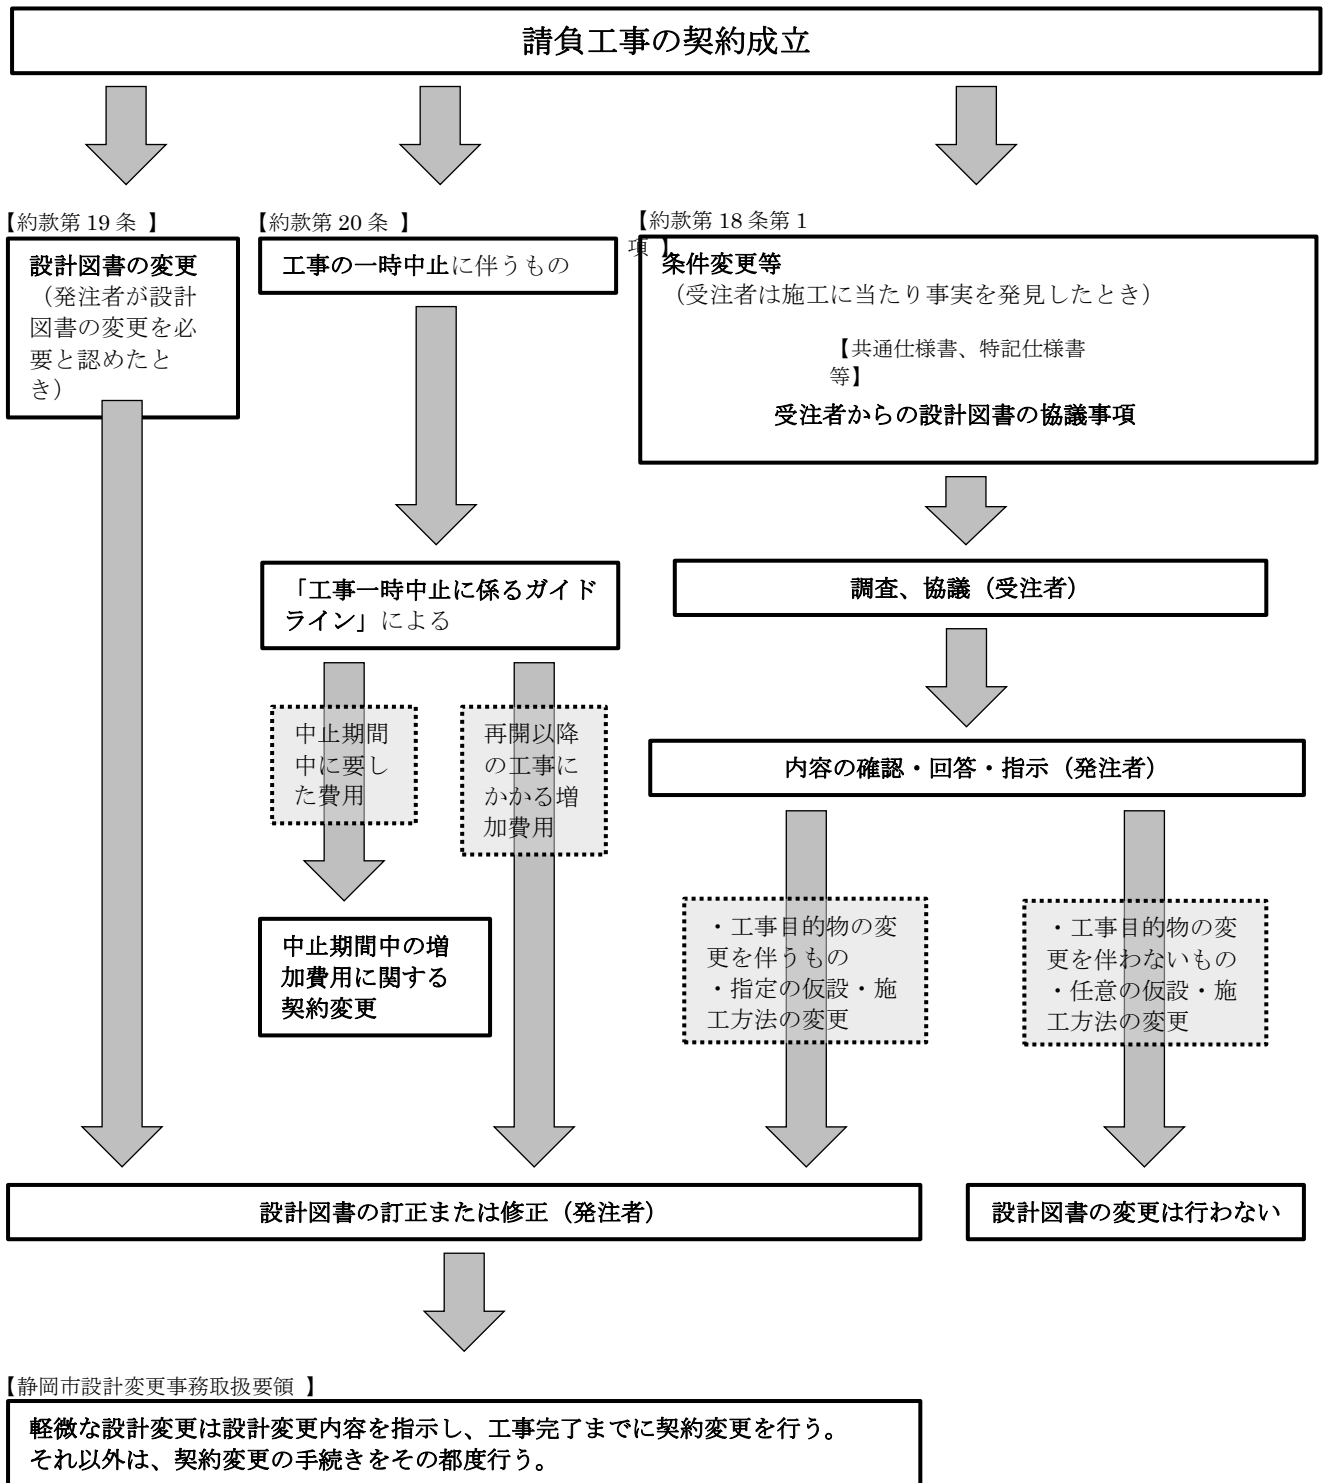 請負工事の契約成立
【約款第 19 条 】
設計図書の変更
（発注者が設計
図書の変更を必
要と認めたと
き）
【約款第 20 条 】
工事の一時中止に伴うもの
【約款第 18 条第 1
項 】
条件変更等
（受注者は施工に当たり事実を発見したとき）
【共通仕様書、特記仕様書
等】
受注者からの設計図書の協議事項
「工事一時中止に係るガイド
ライン」による
調査、協議（受注者）
中止期間
中に要し
た費用
再開以降
の工事に
かかる増
加費用
内容の確認・回答・指示（発注者）
中止期間中の増
加費用に関する
契約変更
・工事目的物の変
更を伴うもの
・指定の仮設・施
工方法の変更
・工事目的物の変
更を伴わないもの
・任意の仮設・施
工方法の変更
設計図書の訂正または修正（発注者）
設計図書の変更は行わない
【静岡市設計変更事務取扱要領 】
軽微な設計変更は設計変更内容を指示し、工事完了までに契約変更を行う。
それ以外は、契約変更の手続きをその都度行う。